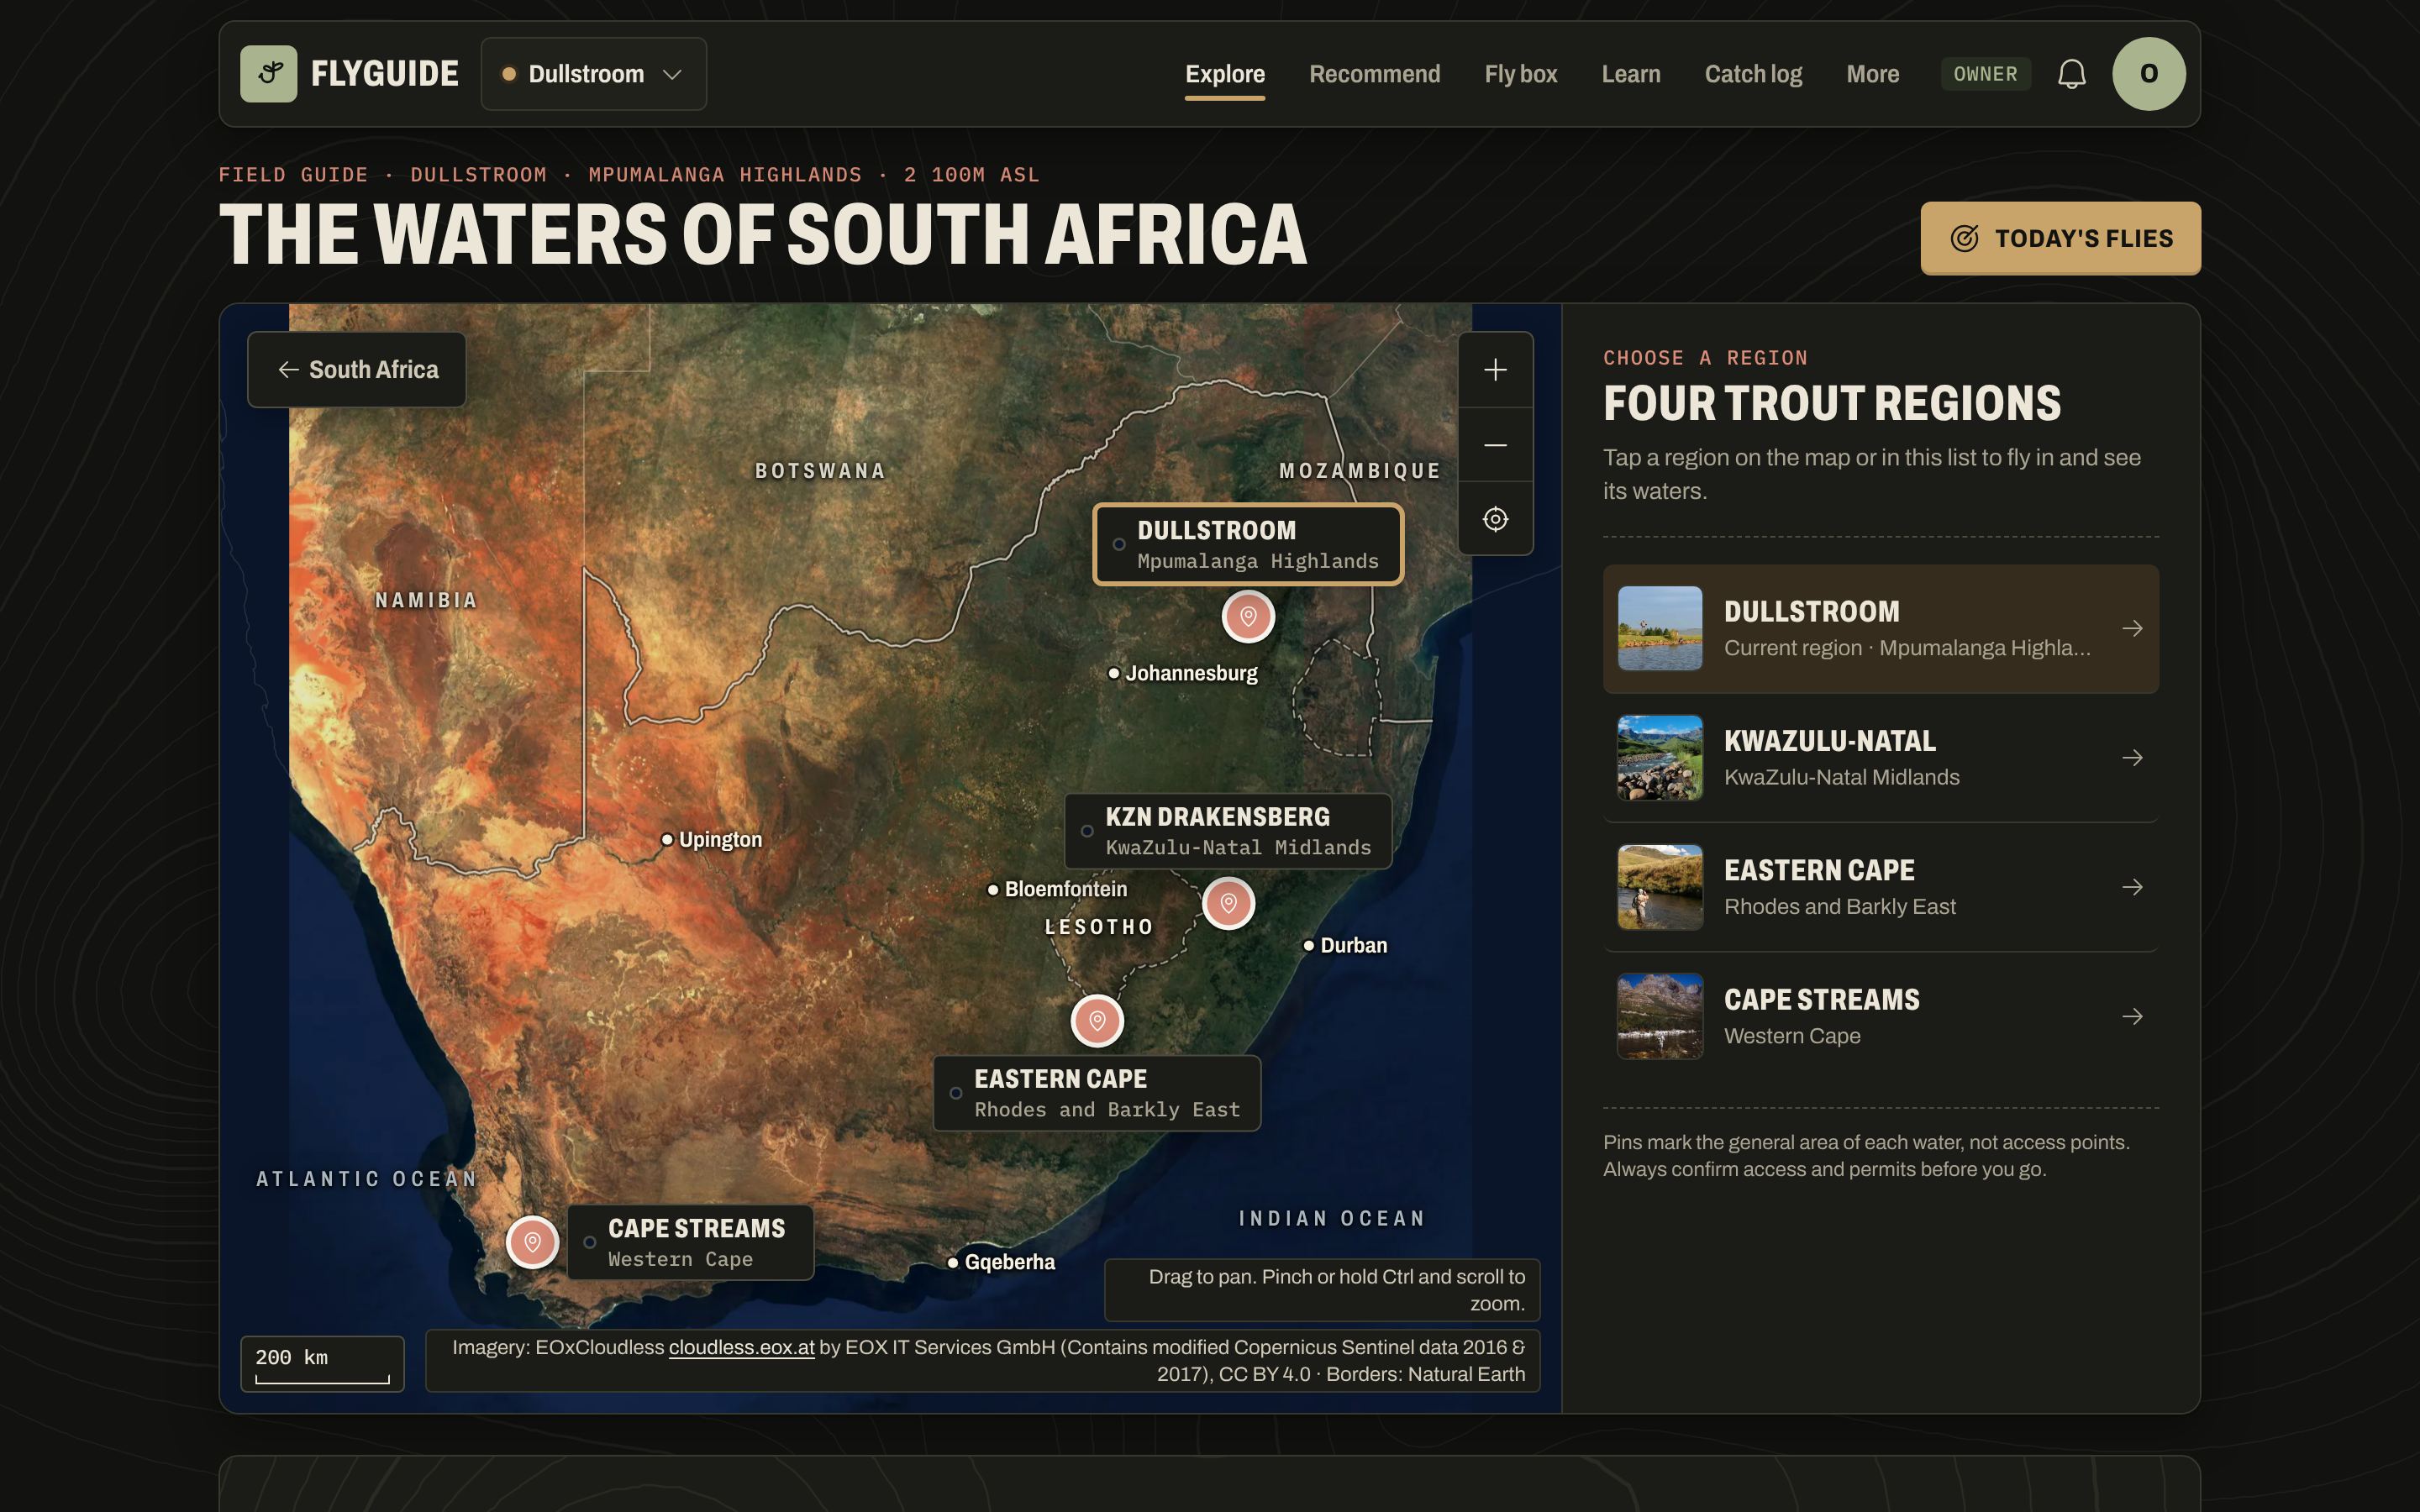 FLYGUIDE
Dullstroom
Explore
Recommend
Fly box
Learn
Catch log
More
OWNER
O
FIELD GUIDE · DULLSTROOM · MPUMALANGA HIGHLANDS · 2 100M ASL
THE WATERS OF SOUTH AFRICA
TODAY'S FLIES
South Africa
BOTSWANA
MOZAMBIQUE
DULLSTROOM
Mpumalanga Highlands
NAMIBIA
Johannesburg
KZN DRAKENSBERG
KwaZulu-Natal Midlands
Upington
Bloemfontein
LESOTHO
Durban
EASTERN CAPE
Rhodes and Barkly East
ATLANTIC OCEAN
CAPE STREAMS
Western Cape
INDIAN OCEAN
Gqeberha
Drag to pan. Pinch or hold Ctrl and scroll to
zoom.
200 km
Imagery: EOxCloudless cloudless.eox.at by EOX IT Services GmbH (Contains modified Copernicus Sentinel data 2016 &
2017), CC BY 4.0 · Borders: Natural Earth
CHOOSE A REGION
FOUR TROUT REGIONS
Tap a region on the map or in this list to fly in and see
its waters.
DULLSTROOM
Current region · Mpumalanga Highla...
KWAZULU-NATAL
KwaZulu-Natal Midlands
EASTERN CAPE
Rhodes and Barkly East
CAPE STREAMS
Western Cape
Pins mark the general area of each water, not access points.
Always confirm access and permits before you go.